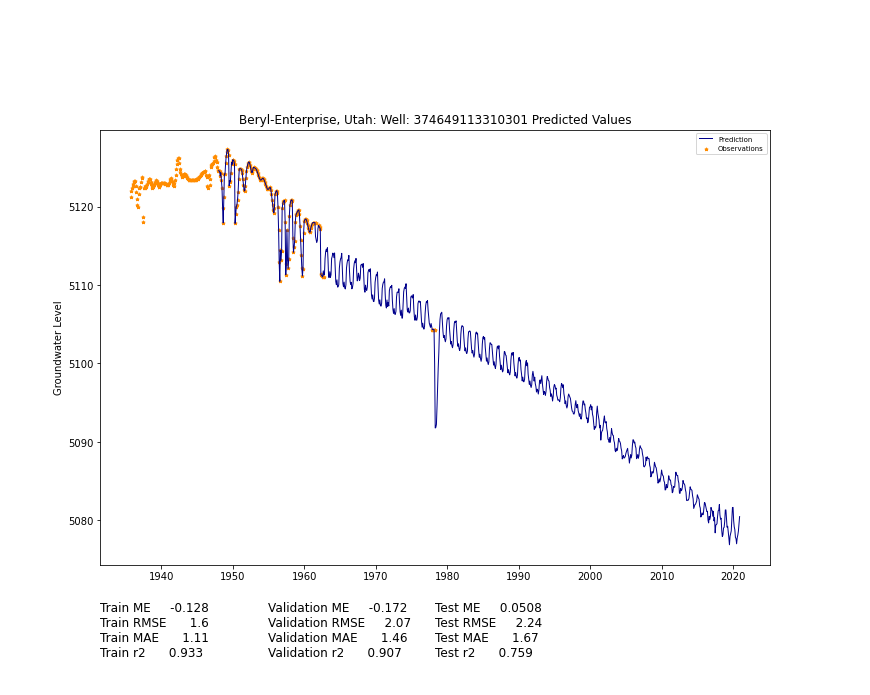 Beryl-Enterprise, Utah: Well: 374649113310301 Predicted Values
Prediction
Observations
Groundwater Level
5120
5110
5100
5090
5080
1940 1950 1960 1970 1980 1990 2000 2010 2020
Train ME -0.128 Validation ME -0.172 Test ME 0.0508
Train RMSE 1.6 Validation RMSE 2.07 Test RMSE 2.24
Train MAE 1.11 Validation MAE 1.46 Test MAE 1.67
Train r2 0.933 Validation r2 0.907 Test r2 0.759